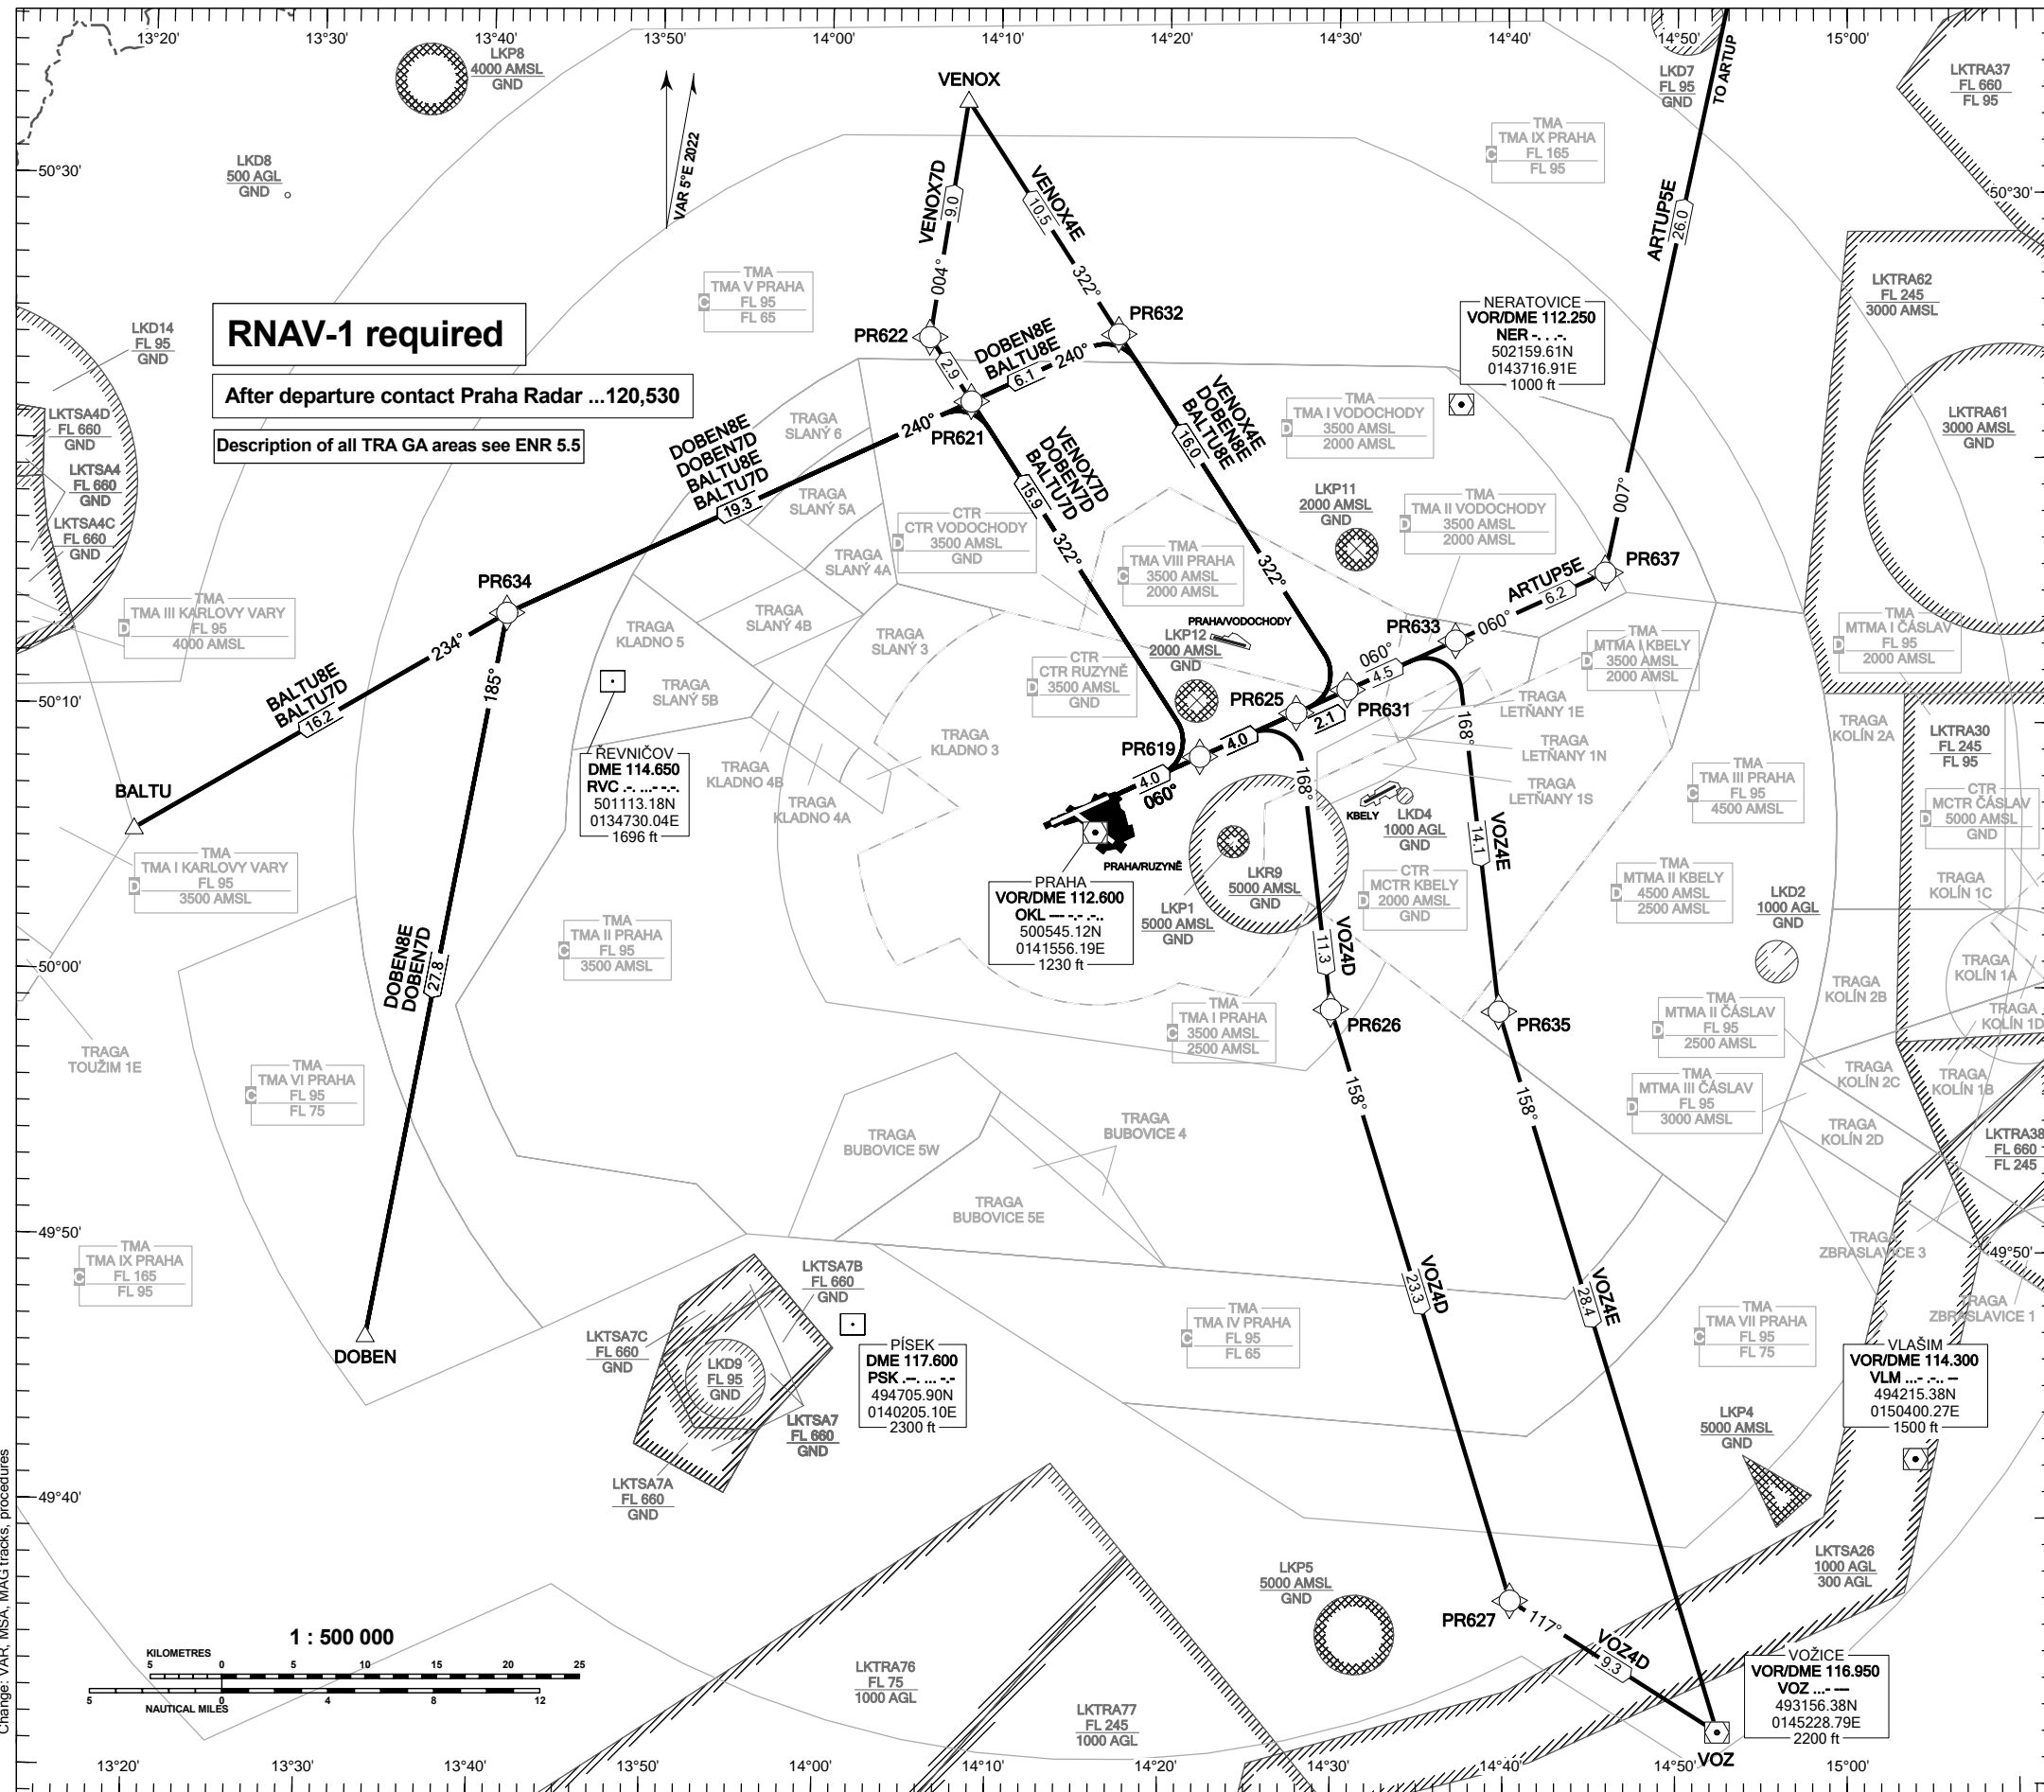 13°20'
13°30'
13°40'
13°50'
14°00'
14°10'
14°20'
14°30'
14°40'
14°50'
15°00'
LKP8
4000 AMSL
GND
VENOX
LKD7
FL 95
GND
TO ARTUP
LKTRA37
FL 660
FL 95
TMA
TMA IX PRAHA
C
FL 165
FL 95
50°30'
LKD8
500 AGL
GND
VAR 5°E 2022
VENOX7D
9.0
004°
VENOX4E
10.5
322°
ARTUP5E
26.0
007°
50°30'
TMA
TMA V PRAHA
C
FL 95
FL 65
LKTRA62
FL 245
3000 AMSL
RNAV-1 required
After departure contact Praha Radar ...120,530
Description of all TRA GA areas see ENR 5.5
LKD14
FL 95
GND
PR622
PR632
2.9
DOBEN8E
BALTU8E
6.1
240°
NERATOVICE
VOR/DME 112.250
NER -. . .-.
502159.61N
0143716.91E
1000 ft
LKTSA4D
FL 660
GND
LKTSA4
FL 660
GND
LKTSA4C
FL 660
GND
DOBEN8E
DOBEN7D
BALTU8E
BALTU7D
19.3
240°
TRAGA
SLANÝ 6
PR621
VENOX7D
DOBEN7D
BALTU7D
15.9
322°
VENOX4E
DOBEN8E
BALTU8E
16.0
322°
TMA
TMA I VODOCHODY
D
3500 AMSL
2000 AMSL
LKTRA61
3000 AMSL
GND
TRAGA
SLANÝ 5A
CTR
CTR VODOCHODY
D
3500 AMSL
GND
LKP11
2000 AMSL
GND
TMA
TMA II VODOCHODY
D
3500 AMSL
2000 AMSL
TRAGA
SLANÝ 4A
TMA
TMA VIII PRAHA
C
3500 AMSL
2000 AMSL
PR637
ARTUP5E
6.2
060°
PR634
TMA
TMA III KARLOVY VARY
D
FL 95
4000 AMSL
TRAGA
KLADNO 5
TRAGA
SLANÝ 4B
TRAGA
SLANÝ 3
PRAHA/VODOCHODY
LKP12
2000 AMSL
GND
PR633
060°
4.5
TMA
MTMA I KBELY
D
3500 AMSL
2000 AMSL
TMA
MTMA I ČÁSLAV
D
FL 95
2000 AMSL
234°
185°
BALTU8E
BALTU7D
16.2
50°10'
TRAGA
SLANÝ 5B
CTR
CTR RUZYNĚ
D
3500 AMSL
GND
PR625
PR631
2.1
TRAGA
LETŇANY 1E
TRAGA
KOLÍN 2A
LKTRA30
FL 245
FL 95
TRAGA
KLADNO 3
PR619
4.0
4.0
060°
168°
168°
TRAGA
LETŇANY 1N
TRAGA
LETŇANY 1S
TMA
TMA III PRAHA
C
FL 95
4500 AMSL
ŘEVNIČOV
DME 114.650
RVC .-. ...- -.-.
501113.18N
0134730.04E
1696 ft
TRAGA
KLADNO 4B
TRAGA
KLADNO 4A
BALTU
KBELY
LKD4
1000 AGL
GND
CTR
MCTR ČÁSLAV
D
5000 AMSL
GND
PRAHA/RUZYNĚ
VOZ4E
14.1
TMA
TMA I KARLOVY VARY
D
FL 95
3500 AMSL
PRAHA
VOR/DME 112.600
OKL --- -.- .-..
500545.12N
0141556.19E
1230 ft
LKP1
5000 AMSL
GND
LKR9
5000 AMSL
GND
CTR
MCTR KBELY
D
2000 AMSL
GND
TMA
MTMA II KBELY
D
4500 AMSL
2500 AMSL
LKD2
1000 AGL
GND
TRAGA
KOLÍN 1C
DOBEN8E
DOBEN7D
27.8
TMA
TMA II PRAHA
C
FL 95
3500 AMSL
VOZ4D
11.3
50°00'
TRAGA
KOLÍN 1A
TRAGA
KOLÍN 2B
TRAGA
KOLÍN 1D
TRAGA
TOUŽIM 1E
TMA
TMA I PRAHA
C
3500 AMSL
2500 AMSL
PR626
PR635
TMA
MTMA II ČÁSLAV
D
FL 95
2500 AMSL
TMA
TMA VI PRAHA
C
FL 95
FL 75
158°
158°
TMA
MTMA III ČÁSLAV
D
FL 95
3000 AMSL
TRAGA
KOLÍN 2C
TRAGA
KOLÍN 1B
TRAGA
BUBOVICE 5W
TRAGA
BUBOVICE 4
TRAGA
KOLÍN 2D
LKTRA38
FL 660
FL 245
TRAGA
BUBOVICE 5E
49°50'
TRAGA
ZBRASLAVICE 3
49°50'
TMA
TMA IX PRAHA
C
FL 165
FL 95
LKTSA7B
FL 660
GND
VOZ4D
23.3
VOZ4E
28.4
TRAGA
ZBRASLAVICE 1
DOBEN
LKTSA7C
FL 660
GND
LKD9
FL 95
GND
PÍSEK
DME 117.600
PSK .--. ... -.-
494705.90N
0140205.10E
2300 ft
TMA
TMA IV PRAHA
C
FL 95
FL 65
TMA
TMA VII PRAHA
C
FL 95
FL 75
VLAŠIM
VOR/DME 114.300
VLM ...- .-.. --
494215.38N
0150400.27E
1500 ft
LKTSA7
FL 660
GND
LKP4
5000 AMSL
GND
49°40'
LKTSA7A
FL 660
GND
LKP5
5000 AMSL
GND
LKTSA26
1000 AGL
300 AGL
PR627
117°
VOZ4D
9.3
1 : 500 000
KILOMETRES
5 0 5 10 15 20 25
5 0 4 8 12
NAUTICAL MILES
LKTRA76
FL 75
1000 AGL
LKTRA77
FL 245
1000 AGL
VOŽICE
VOR/DME 116.950
VOZ ...- --- 
493156.38N
0145228.79E
2200 ft
VOZ
13°20'
13°30'
13°40'
13°50'
14°00'
14°10'
14°20'
14°30'
14°40'
14°50'
15°00'
Change: VAR, MSA, MAG tracks, procedures